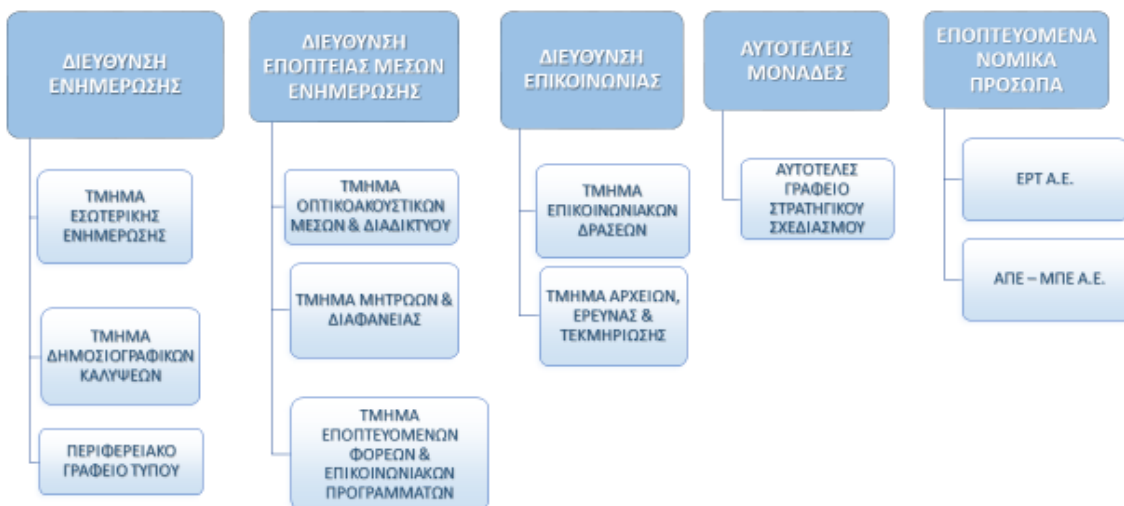 ΔΙΕΥΘΥΝΣΗ
ΕΝΗΜΕΡΩΣΗΣ
ΤΜΗΜΑ
ΕΣΩΤΕΡΙΚΗΣ
ΕΝΗΜΕΡΩΣΗΣ
ΤΜΗΜΑ
ΔΗΜΟΣΙΟΓΡΑΦΙΚΩΝ
ΚΑΛΥΨΕΩΝ
ΠΕΡΙΦΕΡΕΙΑΚΟ
ΓΡΑΦΕΙΟ ΤΥΠΟΥ
ΔΙΕΥΘΥΝΣΗ
ΕΠΟΠΤΕΙΑΣ ΜΕΣΩΝ
ΕΝΗΜΕΡΩΣΗΣ
ΤΜΗΜΑ
ΟΠΤΙΚΟΑΚΟΥΣΤΙΚΩΝ
ΜΕΣΩΝ & ΔΙΑΔΙΚΤΥΟΥ
ΤΜΗΜΑ ΜΗΤΡΩΩΝ &
ΔΙΑΦΑΝΕΙΑΣ
ΤΜΗΜΑ
ΕΠΟΠΤΕΥΟΜΕΝΩΝ
ΦΟΡΕΩΝ &
ΕΠΙΚΟΙΝΩΝΙΑΚΩΝ
ΠΡΟΓΡΑΜΜΑΤΩΝ
ΔΙΕΥΘΥΝΣΗ
ΕΠΙΚΟΙΝΩΝΙΑΣ
ΤΜΗΜΑ
ΕΠΙΚΟΙΝΩΝΙΑΚΩΝ
ΔΡΑΣΕΩΝ
ΤΜΗΜΑ ΑΡΧΕΙΩΝ,
ΕΡΕΥΝΑΣ &
ΤΕΚΜΗΡΙΩΣΗΣ
ΑΥΤΟΤΕΛΕΙΣ
ΜΟΝΑΔΕΣ
ΑΥΤΟΤΕΛΕΣ
ΓΡΑΦΕΙΟ
ΣΤΡΑΤΗΓΙΚΟΥ
ΣΧΕΔΙΑΣΜΟΥ
ΕΠΟΠΤΕΥΟΜΕΝΑ
ΝΟΜΙΚΑ
ΠΡΟΣΩΠΑ
ΕΡΤ Α.Ε.
ΑΠΕ – ΜΠΕ Α.Ε.